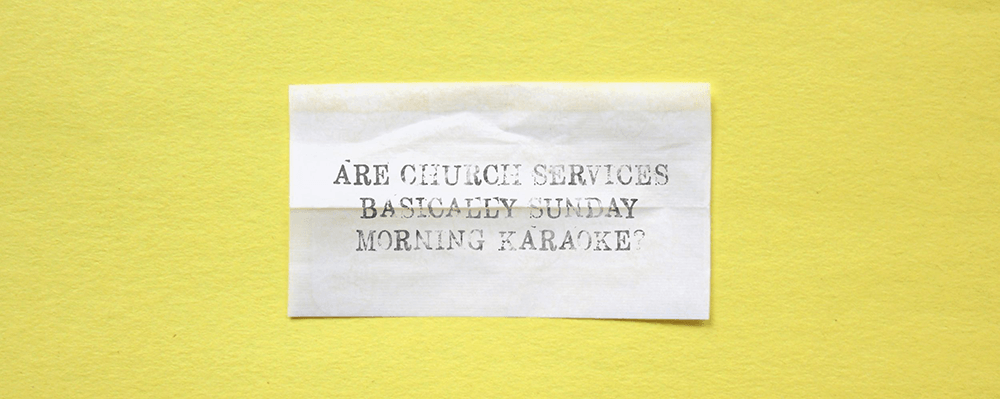 ARE CHURCH SERVICES
BASICALLY SUNDAY
MORNING KARAOKE?